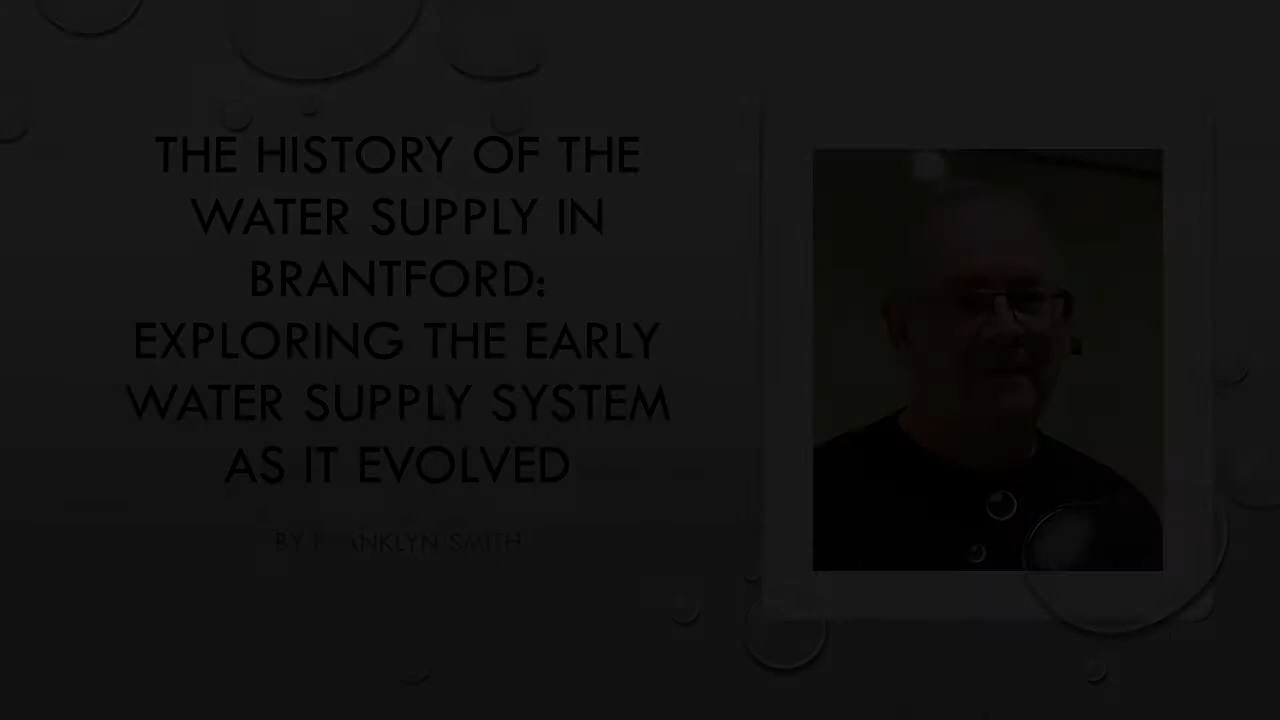 THE HISTORY OF THE
WATER SUPPLY IN
BRANTFORD:
EXPLORING THE EARLY
WATER SUPPLY SYSTEM
AS IT EVOLVED
BY FRANKLYN SMITH